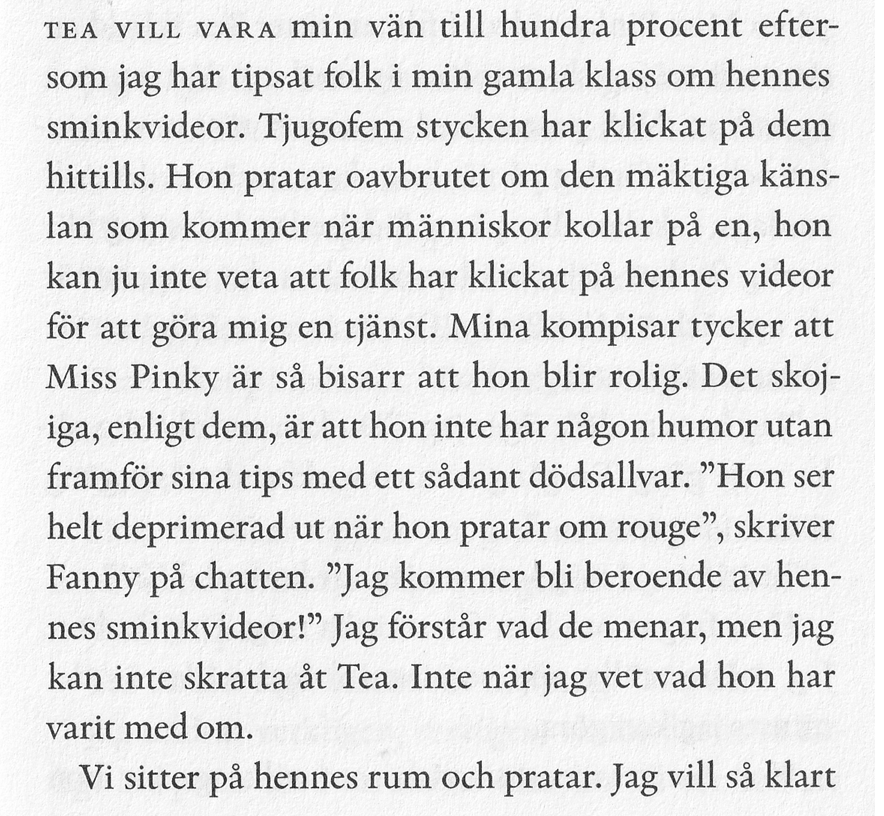 TEA VILL VARA min vän till hundra procent efter-
som jag har tipsat folk i min gamla klass om hennes
sminkvideor. Tjugofem stycken har klickat på dem
hittills. Hon pratar oavbrutet om den mäktiga käns-
lan som kommer när människor kollar på en, hon
kan ju inte veta att folk har klickat på hennes videor
för att göra mig en tjänst. Mina kompisar tycker att
Miss Pinky är så bisarr att hon blir rolig. Det skoj-
iga, enligt dem, är att hon inte har någon humor utan
framför sina tips med ett sådant dödsallvar. ”Hon ser
helt deprimerad ut när hon pratar om rouge”, skriver
Fanny på chatten. ”Jag kommer bli beroende av hen-
nes sminkvideor!” Jag förstår vad de menar, men jag
kan inte skratta åt Tea. Inte när jag vet vad hon har
varit med om.
Vi sitter på hennes rum och pratar. Jag vill så klart